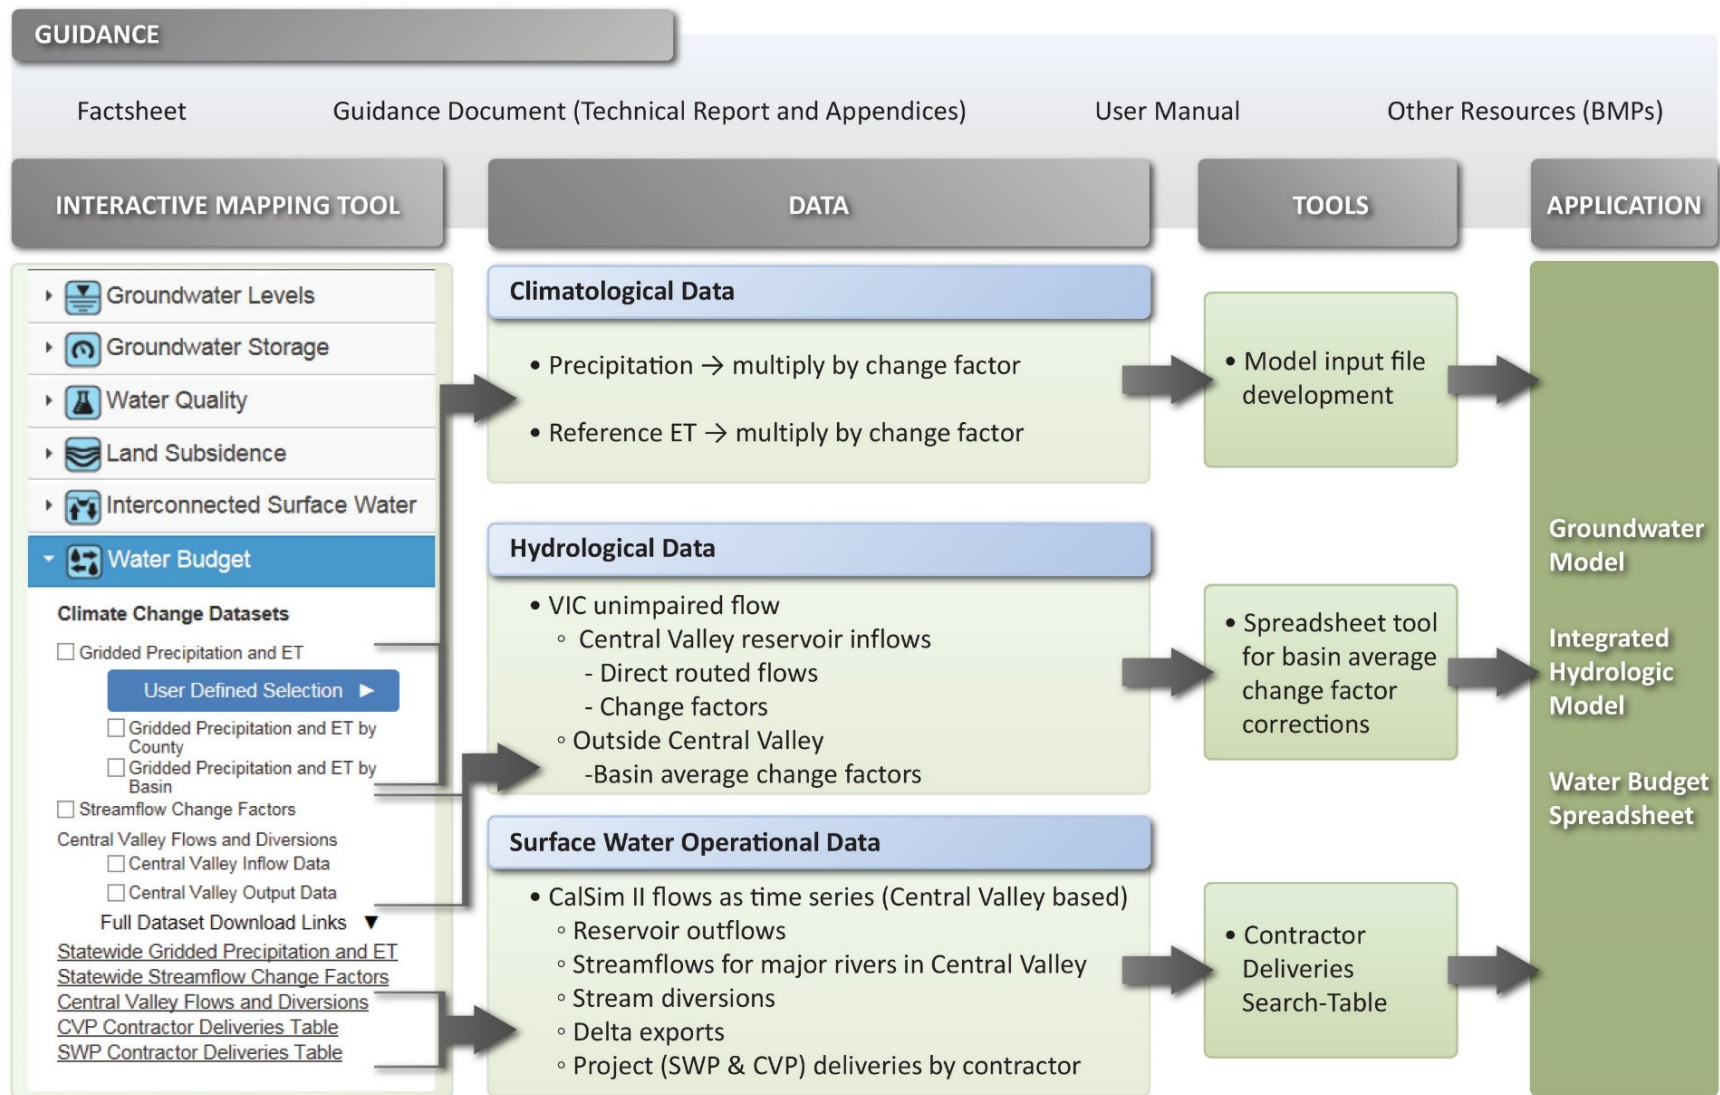 GUIDANCE
Factsheet
Guidance Document (Technical Report and Appendices)
User Manual
Other Resources (BMPs)
INTERACTIVE MAPPING TOOL
DATA
TOOLS
APPLICATION
Groundwater Levels
Groundwater Storage
Water Quality
Land Subsidence
Interconnected Surface Water
Water Budget
Climate Change Datasets
Gridded Precipitation and ET
User Defined Selection ►
Gridded Precipitation and ET by
County
Gridded Precipitation and ET by
Basin
Streamflow Change Factors
Central Valley Flows and Diversions
Central Valley Inflow Data
Central Valley Output Data
Full Dataset Download Links ▼
Statewide Gridded Precipitation and ET
Statewide Streamflow Change Factors
Central Valley Flows and Diversions
CVP Contractor Deliveries Table
SWP Contractor Deliveries Table
Climatological Data
• Precipitation → multiply by change factor
• Reference ET → multiply by change factor
Hydrological Data
• VIC unimpaired flow
◦ Central Valley reservoir inflows
- Direct routed flows
- Change factors
◦ Outside Central Valley
-Basin average change factors
Surface Water Operational Data
• CalSim II flows as time series (Central Valley based)
◦ Reservoir outflows
◦ Streamflows for major rivers in Central Valley
◦ Stream diversions
◦ Delta exports
◦ Project (SWP & CVP) deliveries by contractor
• Model input file
development
• Spreadsheet tool
for basin average
change factor
corrections
• Contractor
Deliveries
Search-Table
Groundwater
Model
Integrated
Hydrologic
Model
Water Budget
Spreadsheet